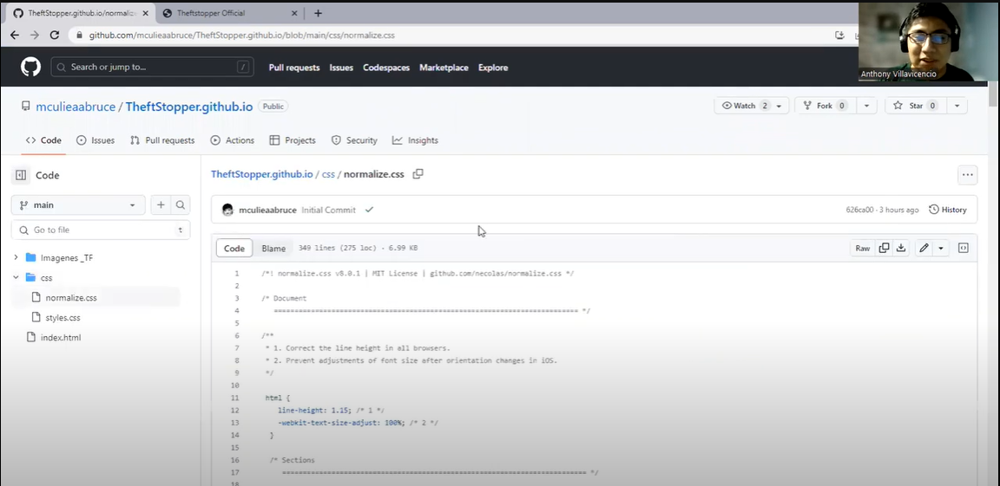 TheftStopper.github.io/normaliz
Theftstopper Official
github.com/mculieaabruce/TheftStopper.github.io/blob/main/css/normalize.css
Anthony Villavicencio
Search or jump to... /
Pull requests Issues Codespaces Marketplace Explore
mculieaabruce / TheftStopper.github.io Public
Watch 2 Fork 0 Star 0
Code Issues Pull requests Actions Projects Security Insights
Code
main
Go to file t
Imagenes _TF
css
normalize.css
styles.css
index.html
TheftStopper.github.io / css / normalize.css
mculieaabruce Initial Commit 626ca00 · 3 hours ago History
Code Blame 349 lines (275 loc) · 6.99 KB Raw
1 /*! normalize.css v8.0.1 | MIT License | github.com/necolas/normalize.css */
2
3 /* Document
4 ========================================================================== */
5
6 /**
7 * 1. Correct the line height in all browsers.
8 * 2. Prevent adjustments of font size after orientation changes in iOS.
9 */
10
11 html {
12 line-height: 1.15; /* 1 */
13 -webkit-text-size-adjust: 100%; /* 2 */
14 }
15
16 /* Sections
17 ========================================================================== */
18